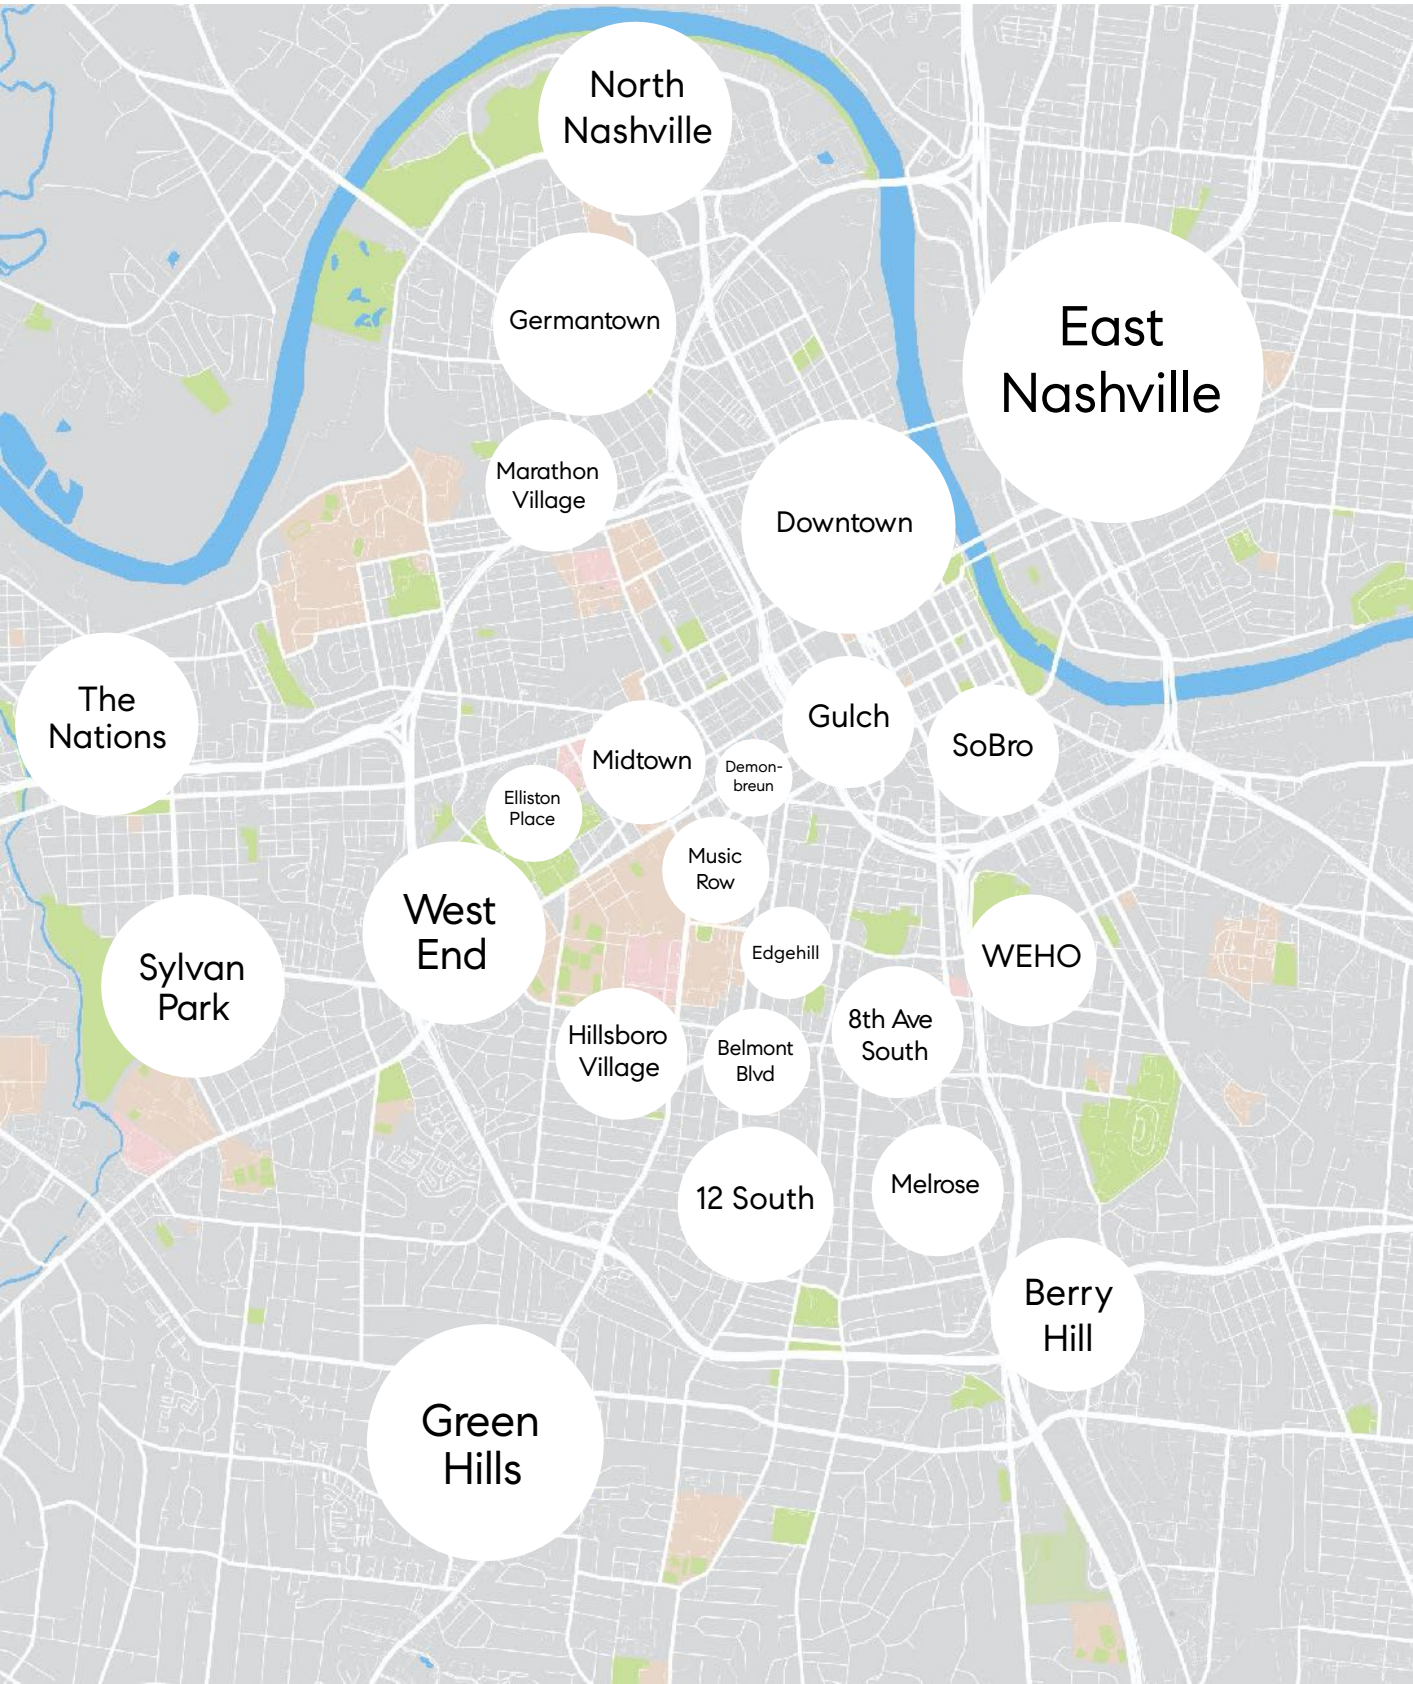 North
Nashville
East
Nashville
Germantown
Marathon
Village
Downtown
The
Nations
Gulch
SoBro
Midtown
Demon-
breun
Elliston
Place
Music
Row
West
End
Edgehill
WEHO
Sylvan
Park
8th Ave
South
Hillsboro
Village
Belmont
Blvd
12 South
Melrose
Berry
Hill
Green
Hills